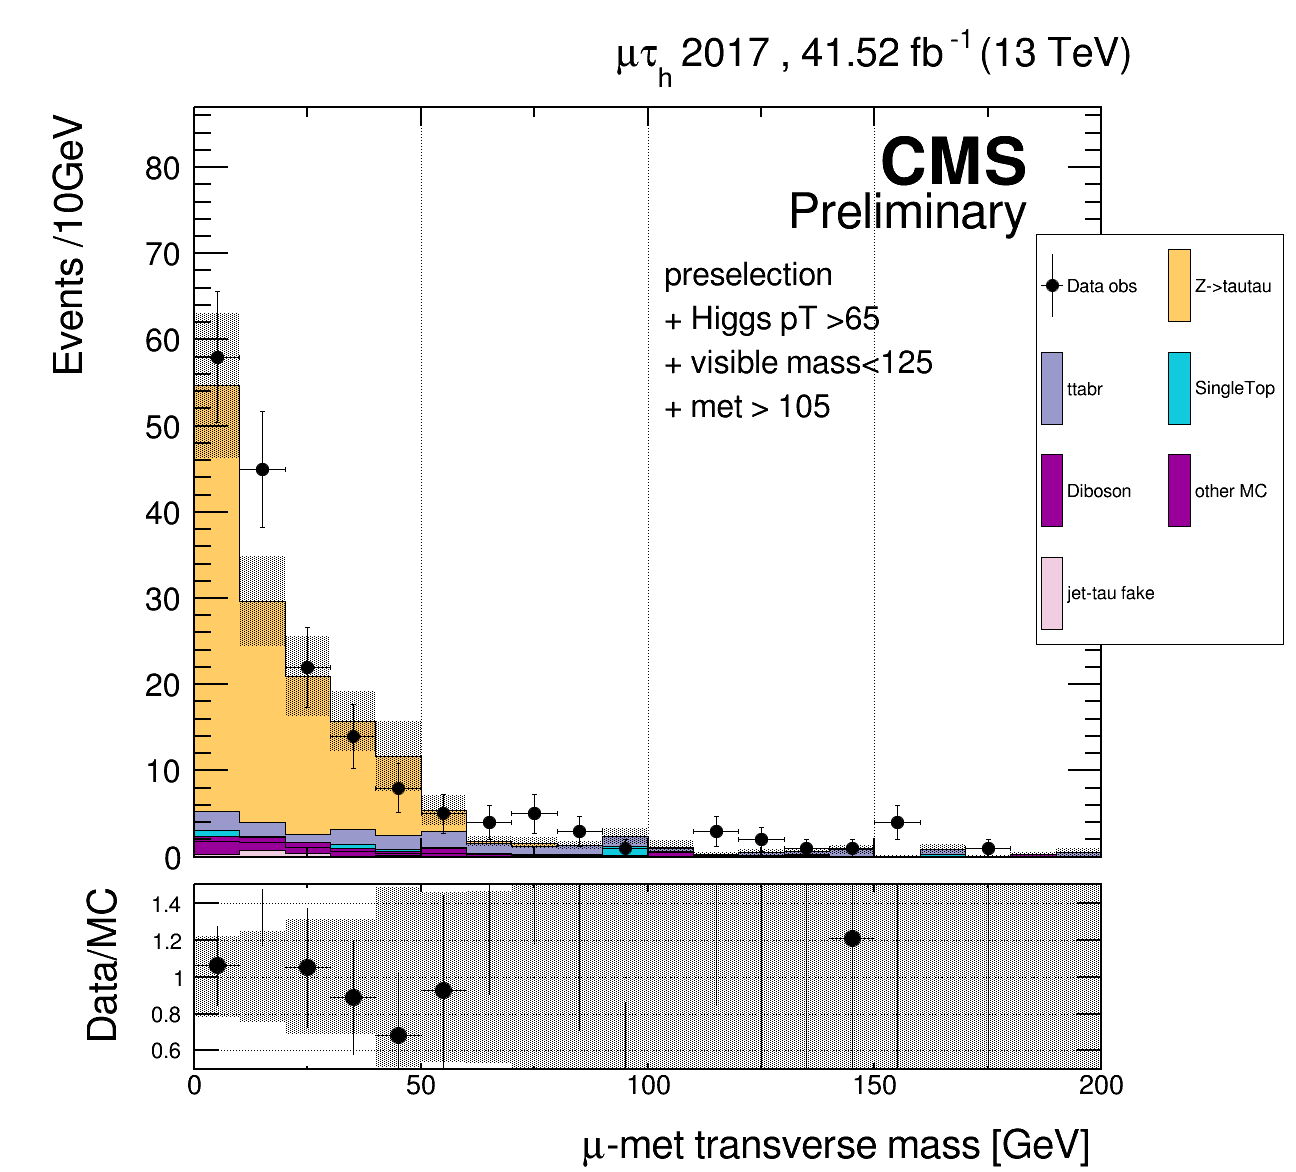 μτh 2017 , 41.52 fb-1 (13 TeV)
Events /10GeV
80
70
60
50
40
30
20
10
0
CMS
Preliminary
preselection
+ Higgs pT >65
+ visible mass<125
+ met > 105
Data obs
Z->tautau
ttabr
SingleTop
Diboson
other MC
jet-tau fake
Data/MC
1.4
1.2
1
0.8
0.6
0
50
100
150
200
μ-met transverse mass [GeV]